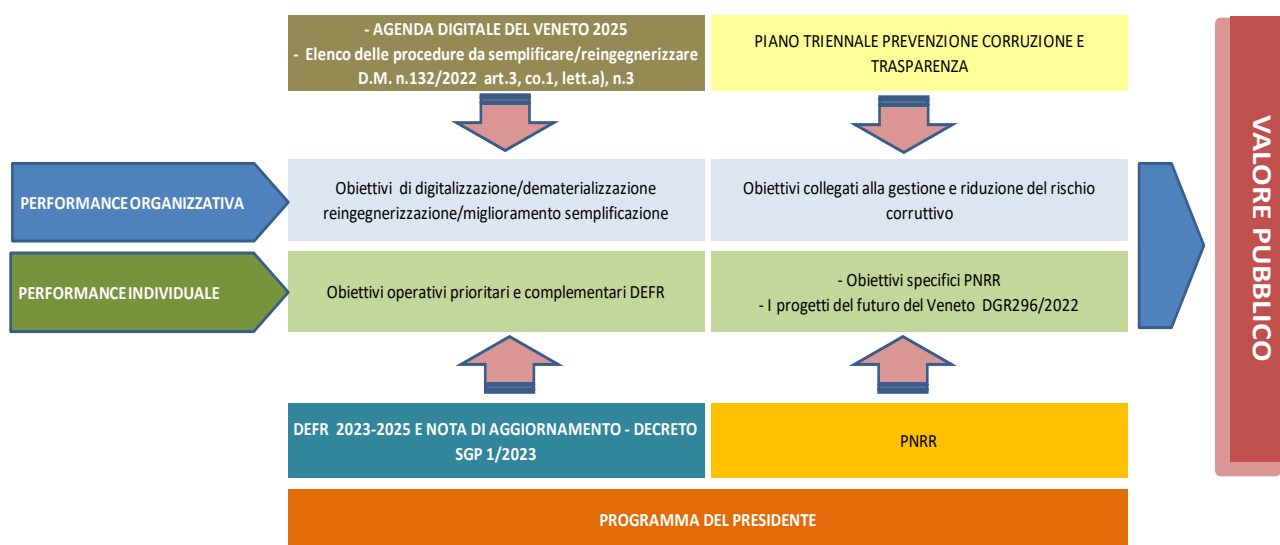 - AGENDA DIGITALE DEL VENETO 2025
- Elenco delle procedure da semplificare/reingegnerizzare
D.M. n.132/2022 art.3, co.1, lett.a), n.3
PIANO TRIENNALE PREVENZIONE CORRUZIONE E
TRASPARENZA
PERFORMANCE ORGANIZZATIVA
Obiettivi di digitalizzazione/dematerializzazione
reingegnerizzazione/miglioramento semplificazione
Obiettivi collegati alla gestione e riduzione del rischio
corruttivo
PERFORMANCE INDIVIDUALE
Obiettivi operativi prioritari e complementari DEFR
- Obiettivi specifici PNRR
- I progetti del futuro del Veneto DGR296/2022
DEFR 2023-2025 E NOTA DI AGGIORNAMENTO - DECRETO
SGP 1/2023
PNRR
PROGRAMMA DEL PRESIDENTE
VALORE PUBBLICO